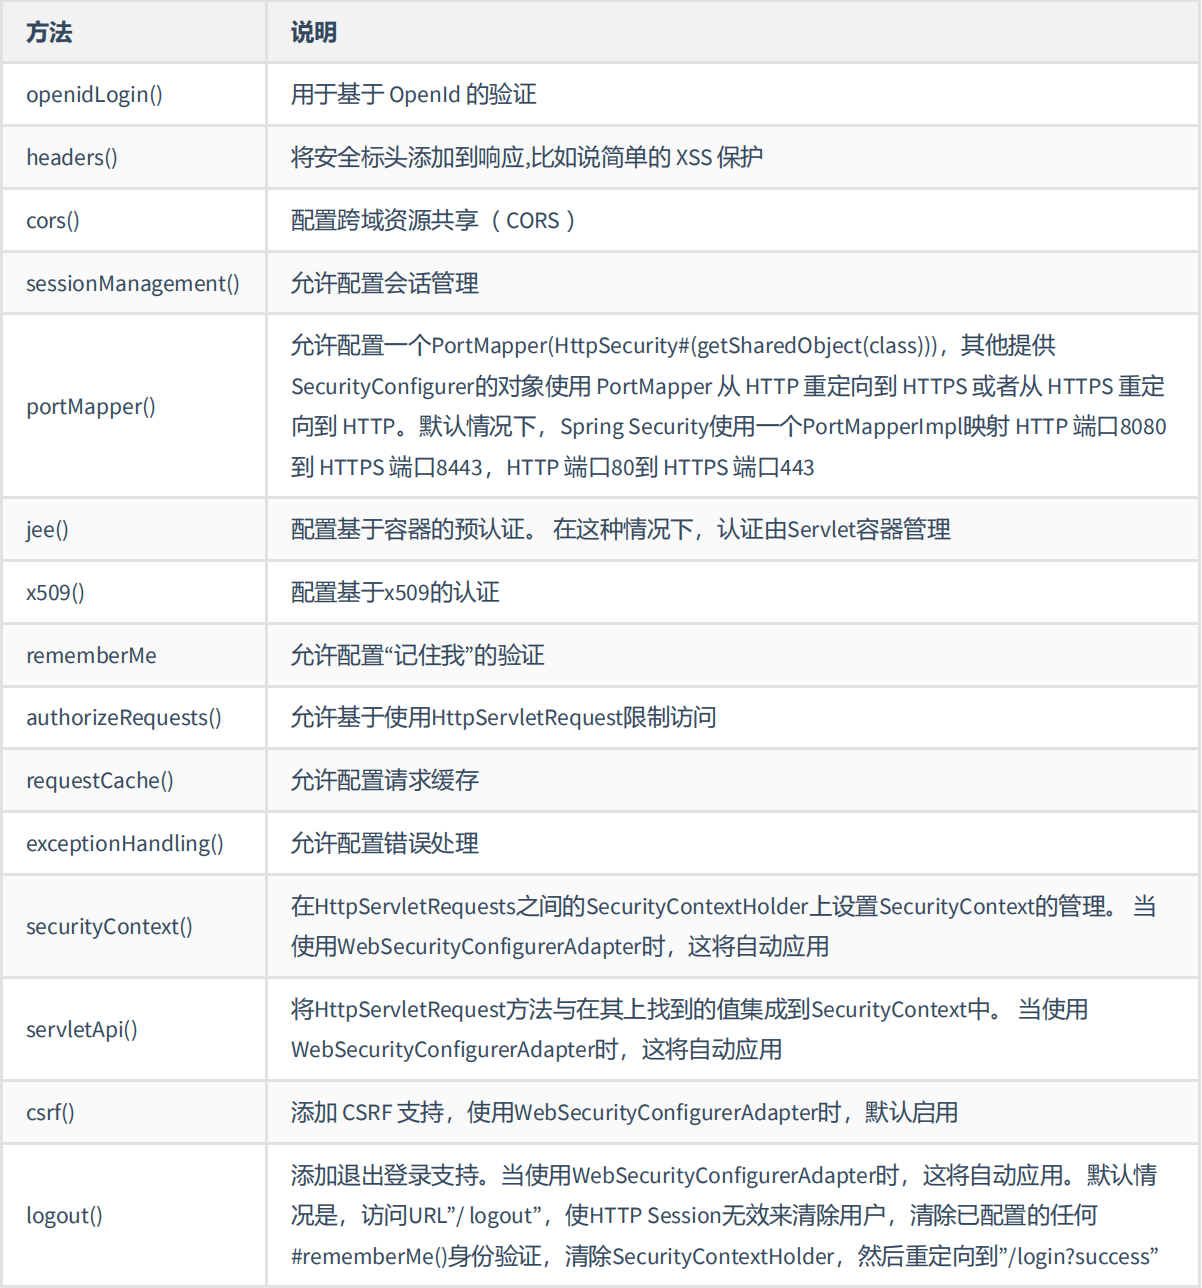 方法 说明
openidLogin() 用于基于 OpenId 的验证
headers() 将安全标头添加到响应,比如说简单的 XSS 保护
cors() 配置跨域资源共享（ CORS ）
sessionManagement() 允许配置会话管理
portMapper() 允许配置一个PortMapper(HttpSecurity#(getSharedObject(class)))，其他提供
SecurityConfigurer的对象使用 PortMapper 从 HTTP 重定向到 HTTPS 或者从 HTTPS 重定
向到 HTTP。默认情况下，Spring Security使用一个PortMapperImpl映射 HTTP 端口8080
到 HTTPS 端口8443，HTTP 端口80到 HTTPS 端口443
jee() 配置基于容器的预认证。 在这种情况下，认证由Servlet容器管理
x509() 配置基于x509的认证
rememberMe 允许配置“记住我”的验证
authorizeRequests() 允许基于使用HttpServletRequest限制访问
requestCache() 允许配置请求缓存
exceptionHandling() 允许配置错误处理
securityContext() 在HttpServletRequests之间的SecurityContextHolder上设置SecurityContext的管理。 当
使用WebSecurityConfigurerAdapter时，这将自动应用
servletApi() 将HttpServletRequest方法与在其上找到的值集成到SecurityContext中。 当使用
WebSecurityConfigurerAdapter时，这将自动应用
csrf() 添加 CSRF 支持，使用WebSecurityConfigurerAdapter时，默认启用
logout() 添加退出登录支持。当使用WebSecurityConfigurerAdapter时，这将自动应用。默认情
况是，访问URL”/ logout”，使HTTP Session无效来清除用户，清除已配置的任何
#rememberMe()身份验证，清除SecurityContextHolder，然后重定向到”/login?success”